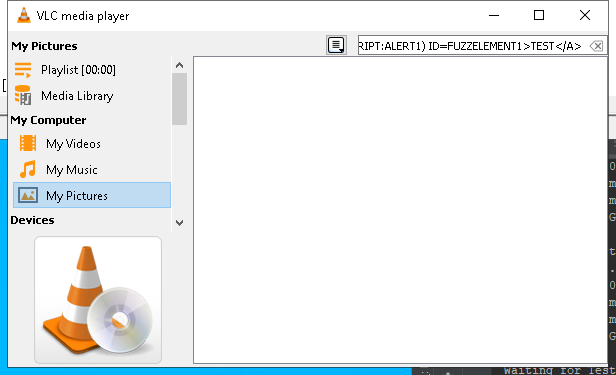 VLC media player
My Pictures
RIPT:ALERT1) ID=FUZZELEMENT1>TEST</A>
Playlist [00:00]
Media Library
My Computer
My Videos
My Music
My Pictures
Devices
Waiting for Test